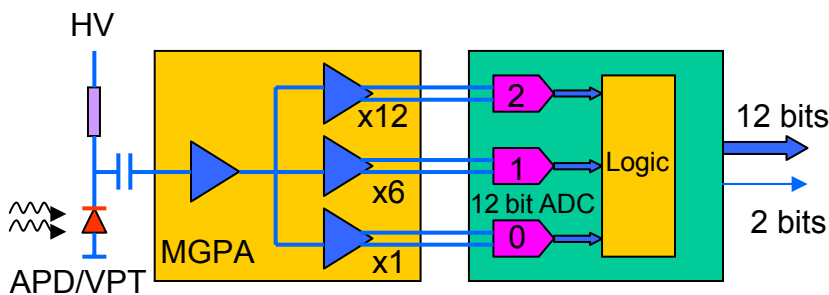 HV
x12
2
12 bits
1
Logic
x6
12 bit ADC
2 bits
0
MGPA
x1
APD/VPT